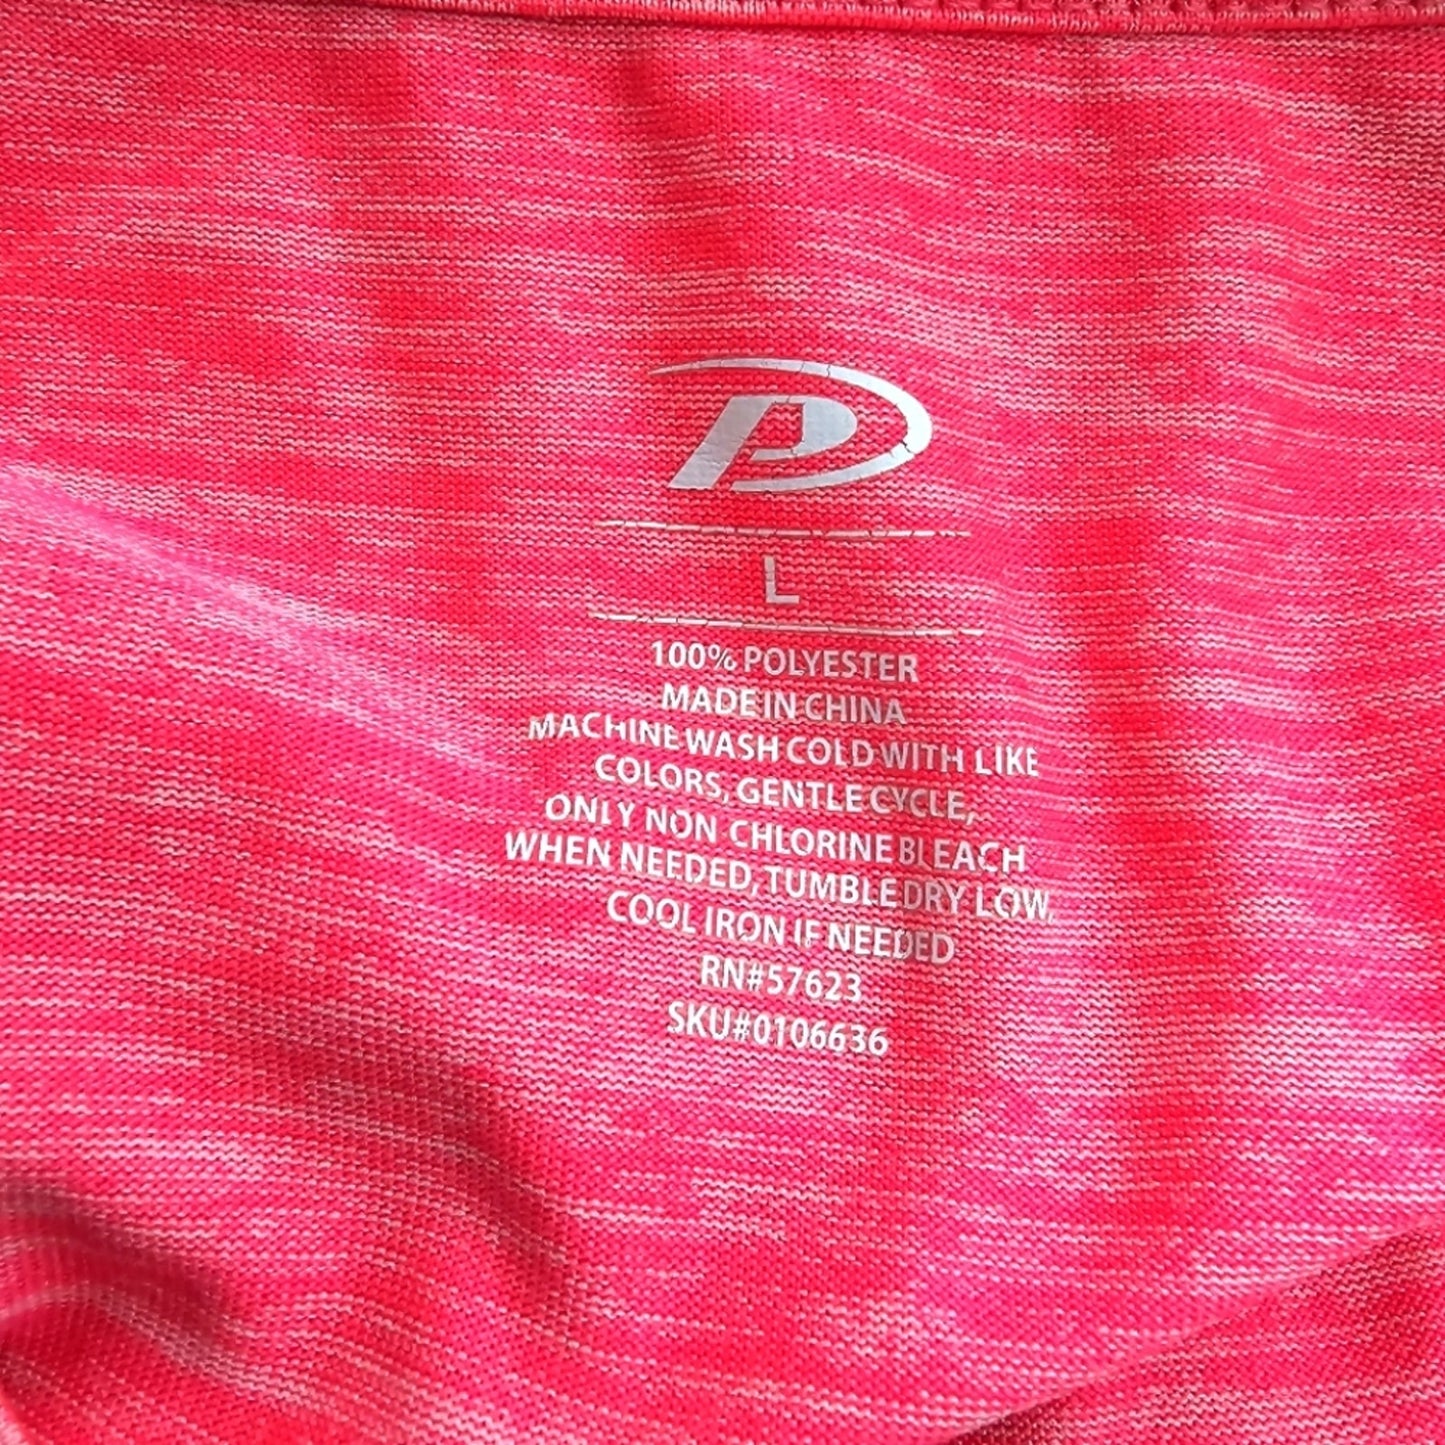 P
L
100% POLYESTER
MADE IN CHINA
MACHINE WASH COLD WITH LIKE
COLORS, GENTLE CYCLE,
ONLY NON CHLORINE BLEACH
WHEN NEEDED, TUMBLE DRY LOW,
COOL IRON IF NEEDED
RN#57623
SKU#0106636